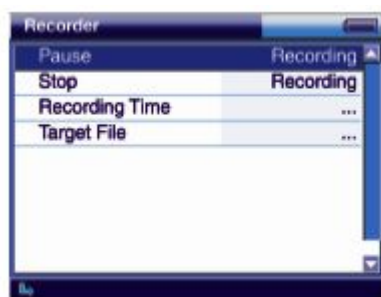 Recorder
Pause Recording
Stop Recording
Recording Time ...
Target File ...